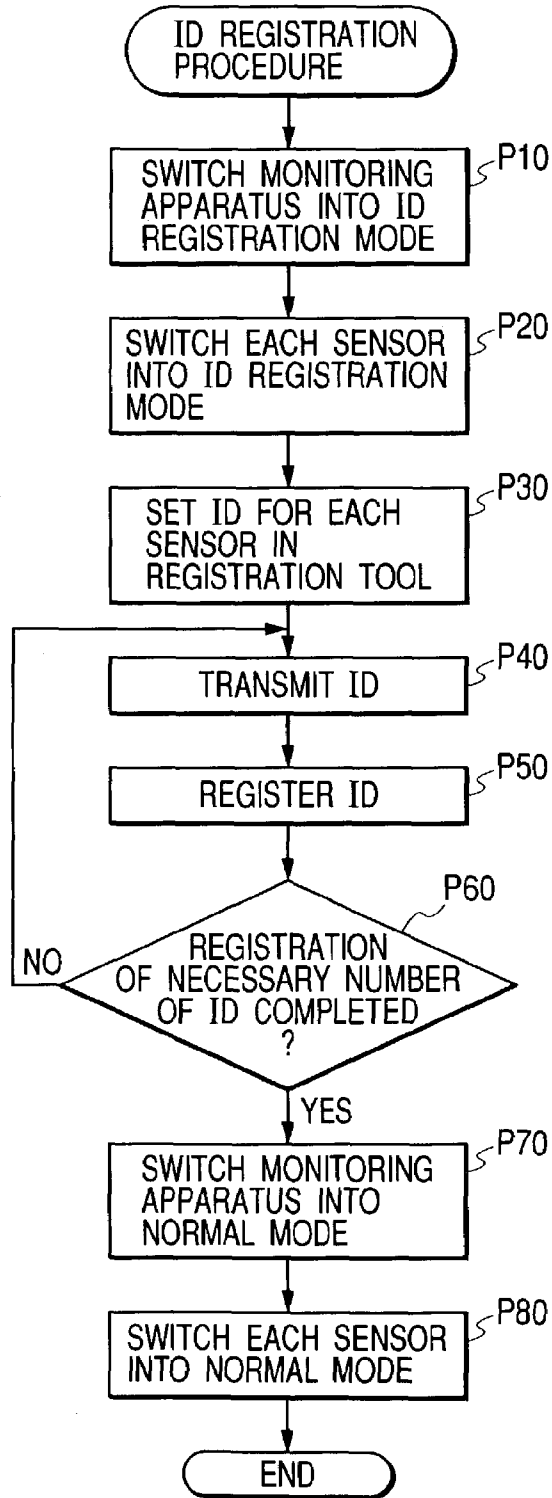 ID REGISTRATION
PROCEDURE
P10
SWITCH MONITORING
APPARATUS INTO ID
REGISTRATION MODE
P20
SWITCH EACH SENSOR
INTO ID REGISTRATION
MODE
P30
SET ID FOR EACH
SENSOR IN
REGISTRATION TOOL
P40
TRANSMIT ID
P50
REGISTER ID
P60
REGISTRATION
OF NECESSARY NUMBER
OF ID COMPLETED
?
NO
YES
P70
SWITCH MONITORING
APPARATUS INTO
NORMAL MODE
P80
SWITCH EACH SENSOR
INTO NORMAL MODE
END